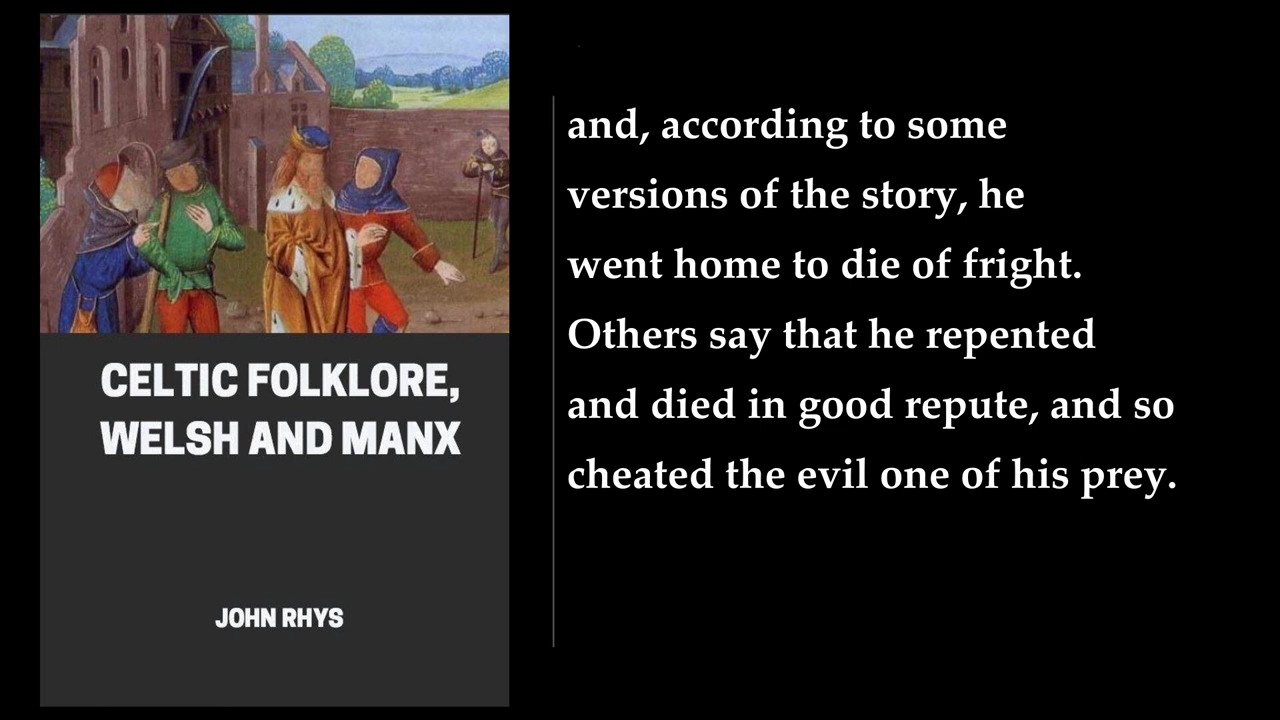 CELTIC FOLKLORE,
WELSH AND MANX
JOHN RHYS
and, according to some
versions of the story, he
went home to die of fright.
Others say that he repented
and died in good repute, and so
cheated the evil one of his prey.